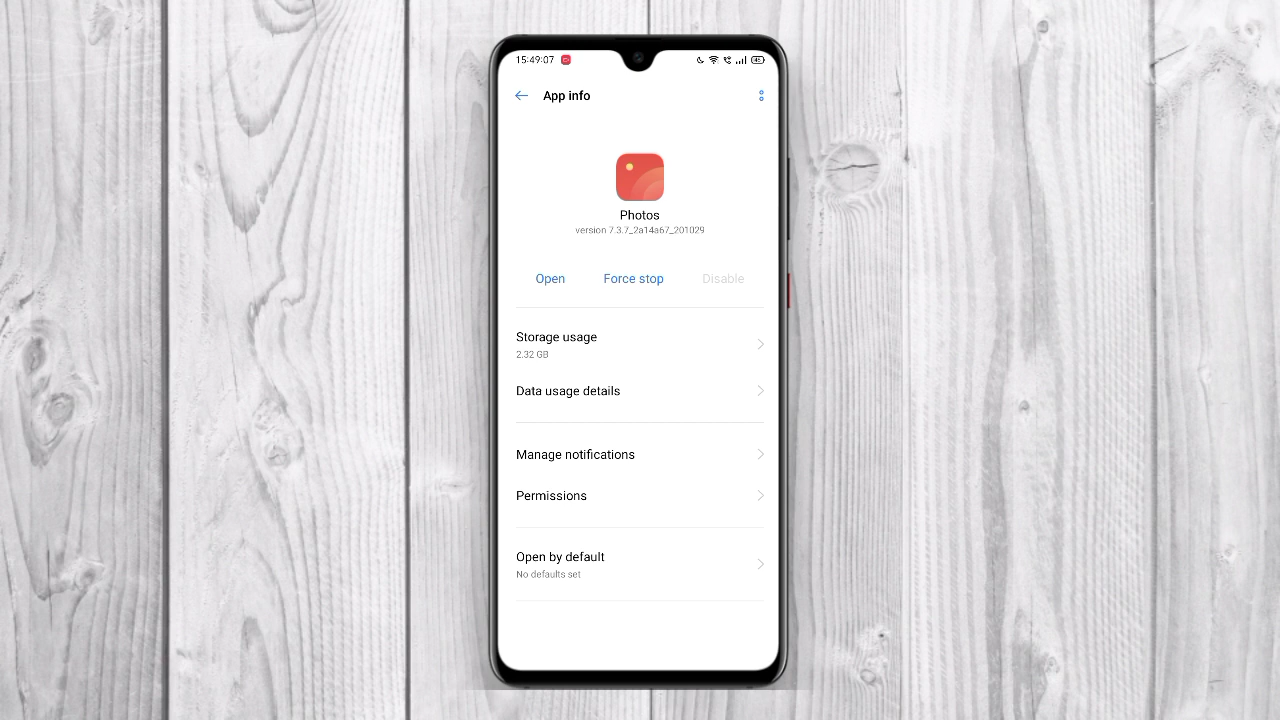 15:49:07
45
App info
Photos
version 7.3.7_2a14a67_201029
Open Force stop Disable
Storage usage
2.32 GB
Data usage details
Manage notifications
Permissions
Open by default
No defaults set